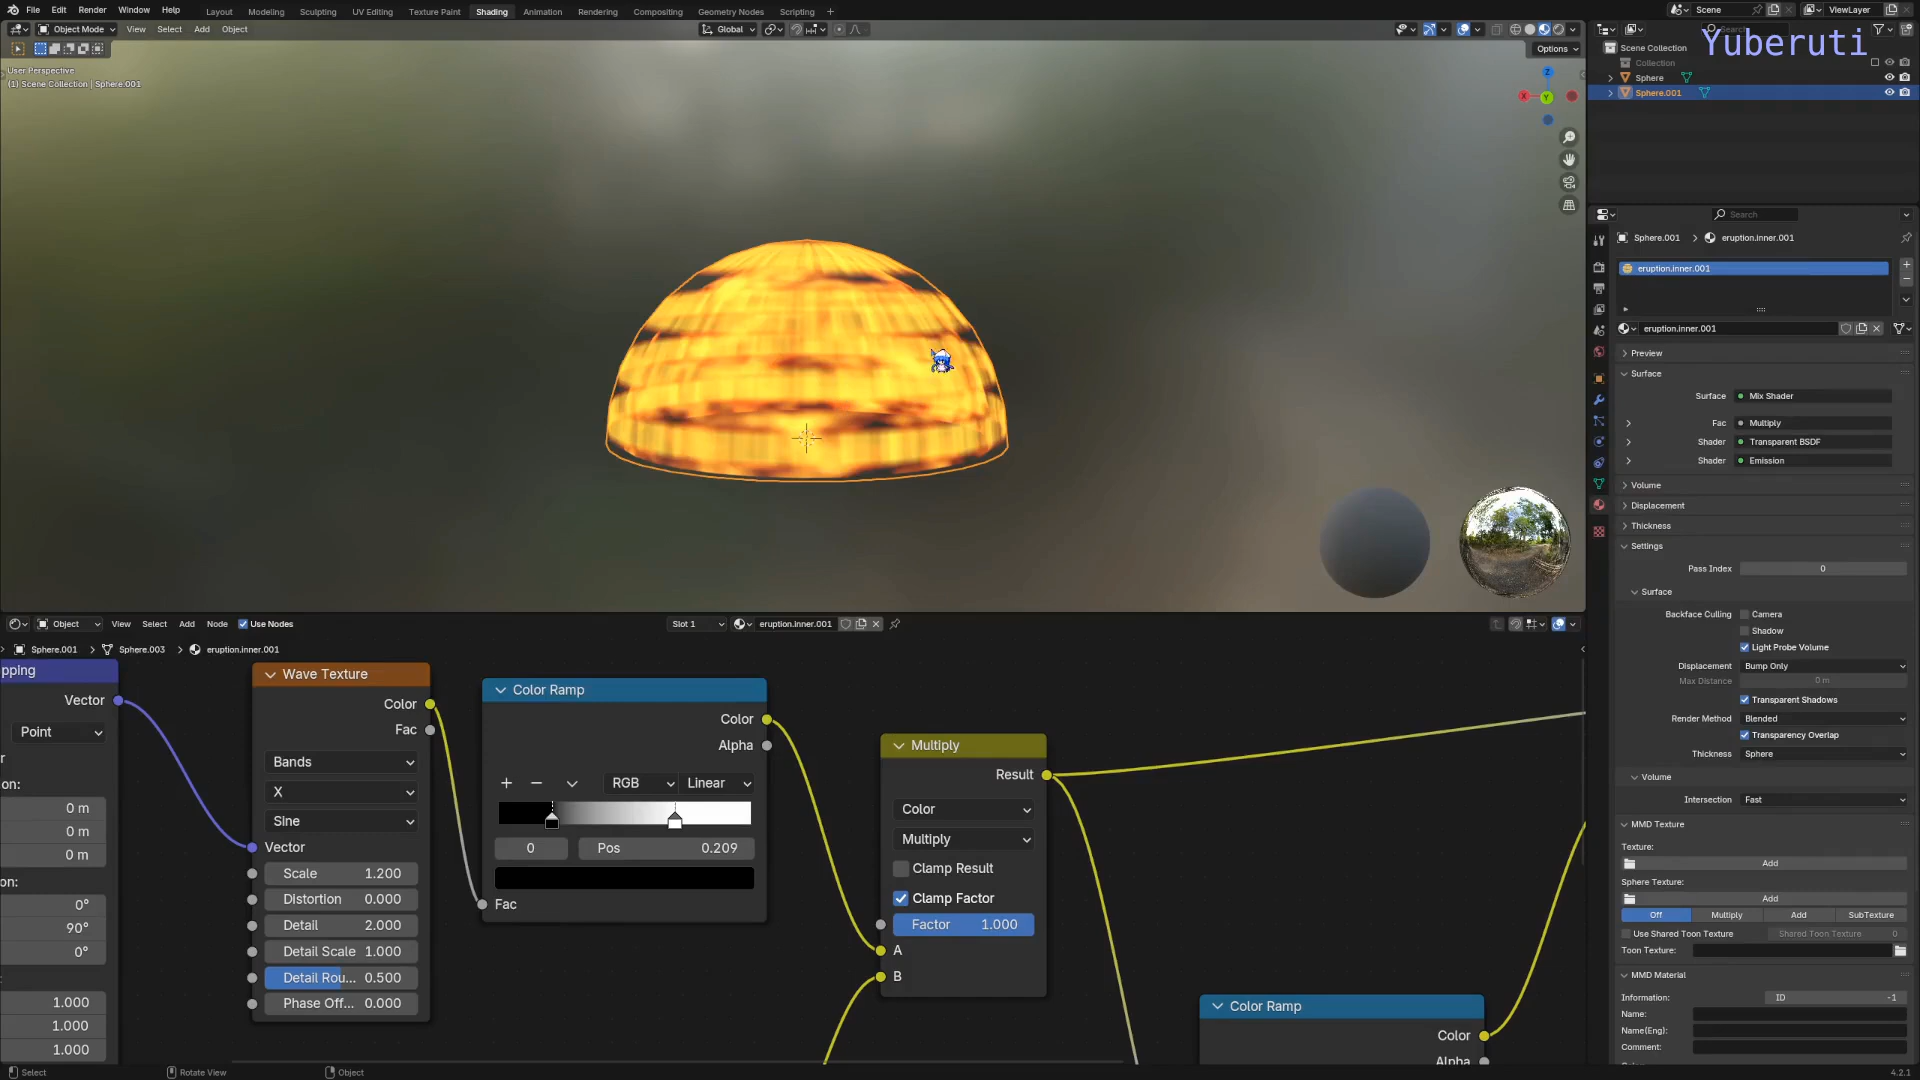 File Edit Render Window Help Layout Modeling Sculpting UV Editing Texture Paint Shading Animation Rendering Compositing Geometry Nodes Scripting + Scene ViewLayer
Object Mode View Select Add Object Global
Options
Yuberuti
User Perspective
(1) Scene Collection | Sphere.001
Z
X
Y
Scene Collection
Collection
Sphere
Sphere.001
Search
Sphere.001 > eruption.inner.001
eruption.inner.001
eruption.inner.001
Preview
Surface
Surface Mix Shader
Fac Multiply
Shader Transparent BSDF
Shader Emission
Volume
Displacement
Thickness
Settings
Pass Index 0
Surface
Backface Culling Camera
Shadow
Light Probe Volume
Displacement Bump Only
Max Distance 0 m
Transparent Shadows
Render Method Blended
Transparency Overlap
Thickness Sphere
Volume
Intersection Fast
MMD Texture
Texture:
Add
Sphere Texture:
Add
Off Multiply Add SubTexture
Use Shared Toon Texture Shared Toon Texture 0
Toon Texture:
MMD Material
Information: ID -1
Name:
Name(Eng):
Comment:
Object View Select Add Node Use Nodes Slot 1 eruption.inner.001
Sphere.001 > Sphere.003 > eruption.inner.001
pping
Vector
Point
r
on:
0 m
0 m
0 m
on:
0°
90°
0°
:
1.000
1.000
1.000
Wave Texture
Color
Fac
Bands
X
Sine
Vector
Scale 1.200
Distortion 0.000
Detail 2.000
Detail Scale 1.000
Detail Rou... 0.500
Phase Off... 0.000
Color Ramp
Color
Alpha
+ − RGB Linear
0 Pos 0.209
Fac
Multiply
Result
Color
Multiply
Clamp Result
Clamp Factor
Factor 1.000
A
B
Color Ramp
Color
Alpha
Select Rotate View Object 4.2.1